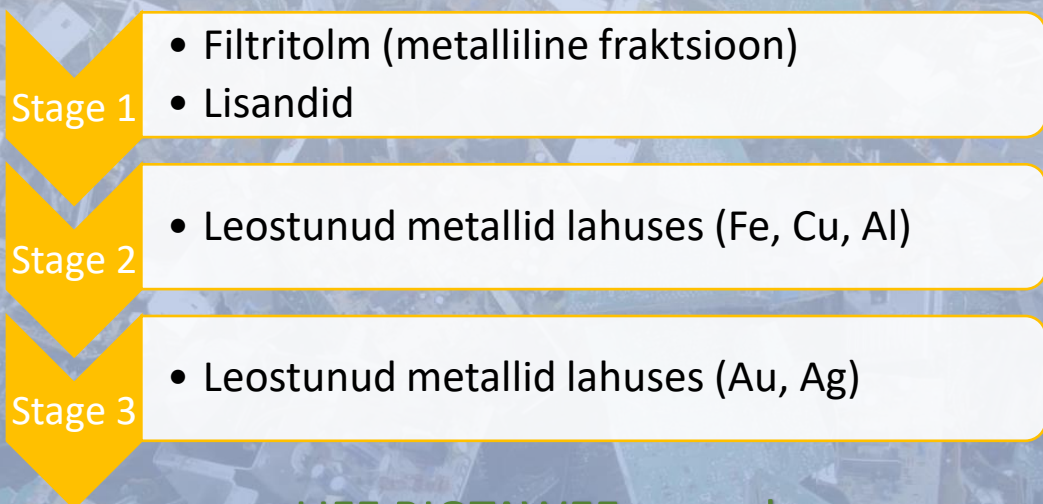 Stage 1
• Filtritolm (metalliline fraktsioon)
• Lisandid
Stage 2
• Leostunud metallid lahuses (Fe, Cu, Al)
Stage 3
• Leostunud metallid lahuses (Au, Ag)